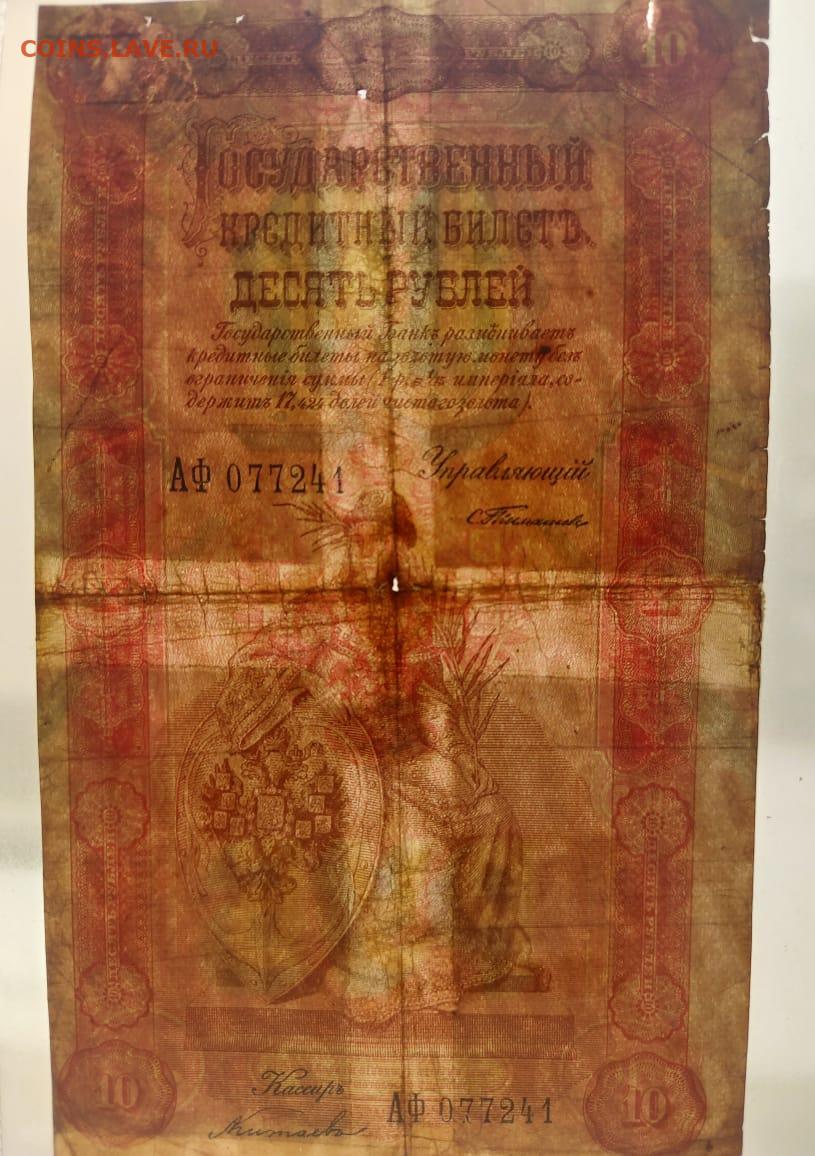 COINS.LAVE.RU
10
Государственный
кредитный билетъ.
десять рублей
Государственный Банкъ размѣниваетъ
кредитные билеты на золотую монету безъ
ограниченія суммы (1 р. = 1/15 имперіала, со-
держитъ 17,424 долей чистаго золота).
АФ 077241
Управляющій
Кассиръ
АФ 077241
10
10